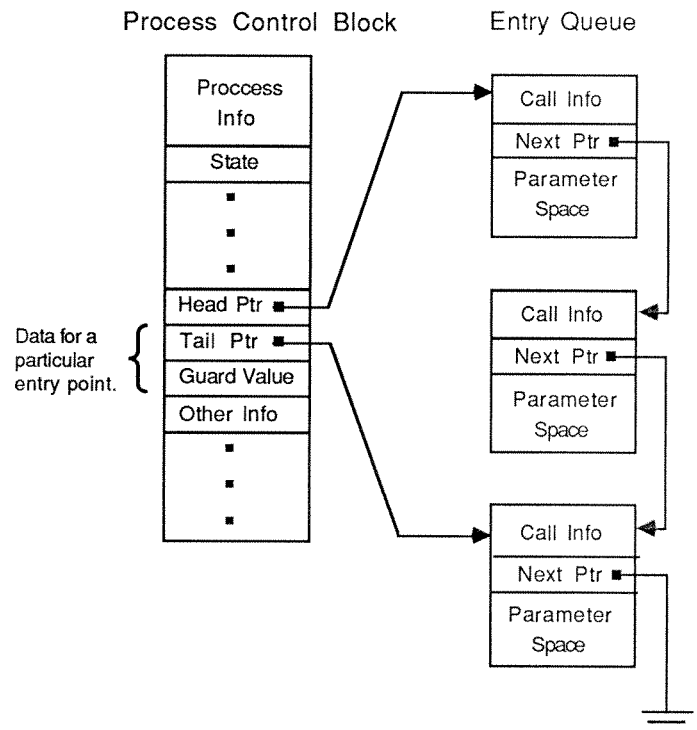 Process Control Block
Entry Queue
Proccess
Info
State
Head Ptr
Tail Ptr
Guard Value
Other Info
Data for a
particular
entry point.
Call Info
Next Ptr
Parameter
Space
Call Info
Next Ptr
Parameter
Space
Call Info
Next Ptr
Parameter
Space